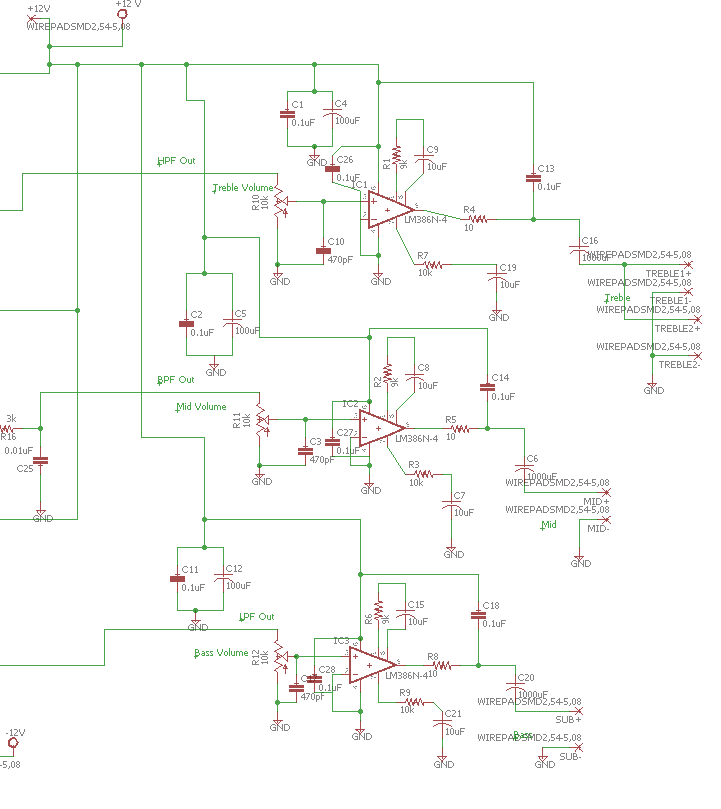 +12V
+12 V
WIREPADSMD2,54-5,08
C1
0.1uF
C4
100uF
GND
R1
9k
C9
10uF
C13
0.1uF
HPF Out
C26
0.1uF
IC1
Treble Volume
R10
10k
LM386N-4
R4
10
C10
470pF
GND
GND
R7
10k
C19
10uF
GND
C16
1000uF
WIREPADSMD2,54-5,08
TREBLE1+
WIREPADSMD2,54-5,08
Treble
TREBLE1-
WIREPADSMD2,54-5,08
TREBLE2+
WIREPADSMD2,54-5,08
TREBLE2-
GND
C2
0.1uF
C5
100uF
GND
BPF Out
Mid Volume
R11
10k
R2
9k
C8
10uF
C14
0.1uF
IC2
LM386N-4
R5
10
3k
R16
0.01uF
C25
GND
C3
470pF
C27
0.1uF
GND
GND
R3
10k
C7
10uF
GND
C6
1000uF
WIREPADSMD2,54-5,08
MID+
WIREPADSMD2,54-5,08
Mid
MID-
GND
C11
0.1uF
C12
100uF
GND
LPF Out
Bass Volume
R12
10k
R6
9k
C15
10uF
C18
0.1uF
IC3
LM386N-4
R8
10
C28
0.1uF
470pF
GND
GND
R9
10k
C21
10uF
GND
C20
1000uF
WIREPADSMD2,54-5,08
SUB+
WIREPADSMD2,54-5,08
Bass
SUB-
GND
-12V
-5,08